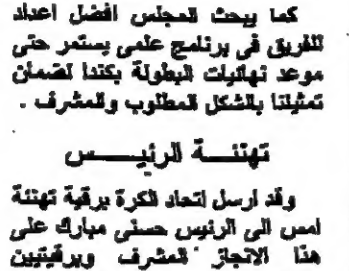 كما يبحث المجلس افضل اعداد
للفريق فى برنامج علمى يستمر حتى
موعد نهائيات البطولة بكندا لضمان
تمثيلنا بالشكل المطلوب والمشرف .
تهنئة الرئيس
وقد ارسل اتحاد الكرة برقية تهنئة
امس الى الرئيس حسنى مبارك على
هذا الانجاز المشرف وبرقيتين